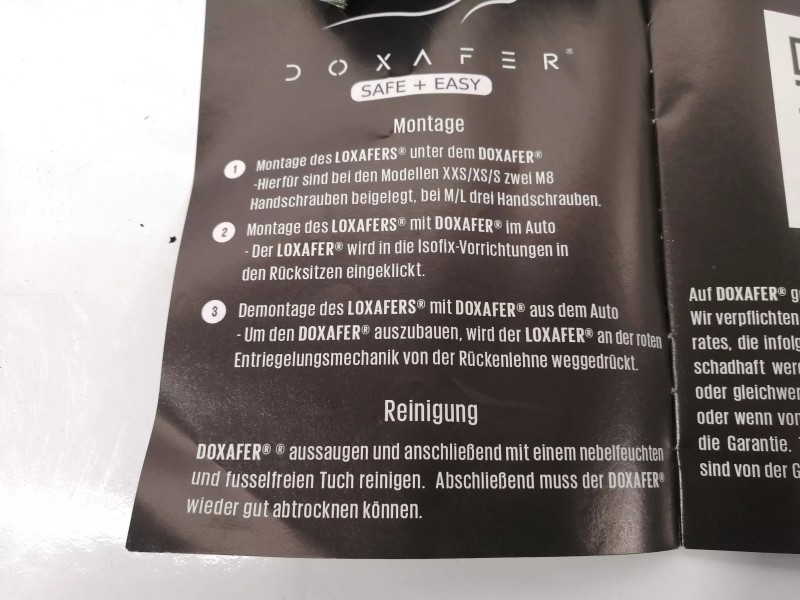 DOXAFER®
SAFE + EASY
Montage
1 Montage des LOXAFERS® unter dem DOXAFER®
-Hierfür sind bei den Modellen XXS/XS/S zwei M8
Handschrauben beigelegt, bei M/L drei Handschrauben.
2 Montage des LOXAFERS® mit DOXAFER® im Auto
- Der LOXAFER® wird in die Isofix-Vorrichtungen in
den Rücksitzen eingeklickt.
3 Demontage des LOXAFERS® mit DOXAFER® aus dem Auto
- Um den DOXAFER® auszubauen, wird der LOXAFER® an der roten
Entriegelungsmechanik von der Rückenlehne weggedrückt.
Reinigung
DOXAFER® ® aussaugen und anschließend mit einem nebelfeuchten
und fusselfreien Tuch reinigen. Abschließend muss der DOXAFER®
wieder gut abtrocknen können.
Auf DOXAFER®
Wir verpflichten
rates, die
schadhaft
oder
oder wenn
die Garantie.
sind von der